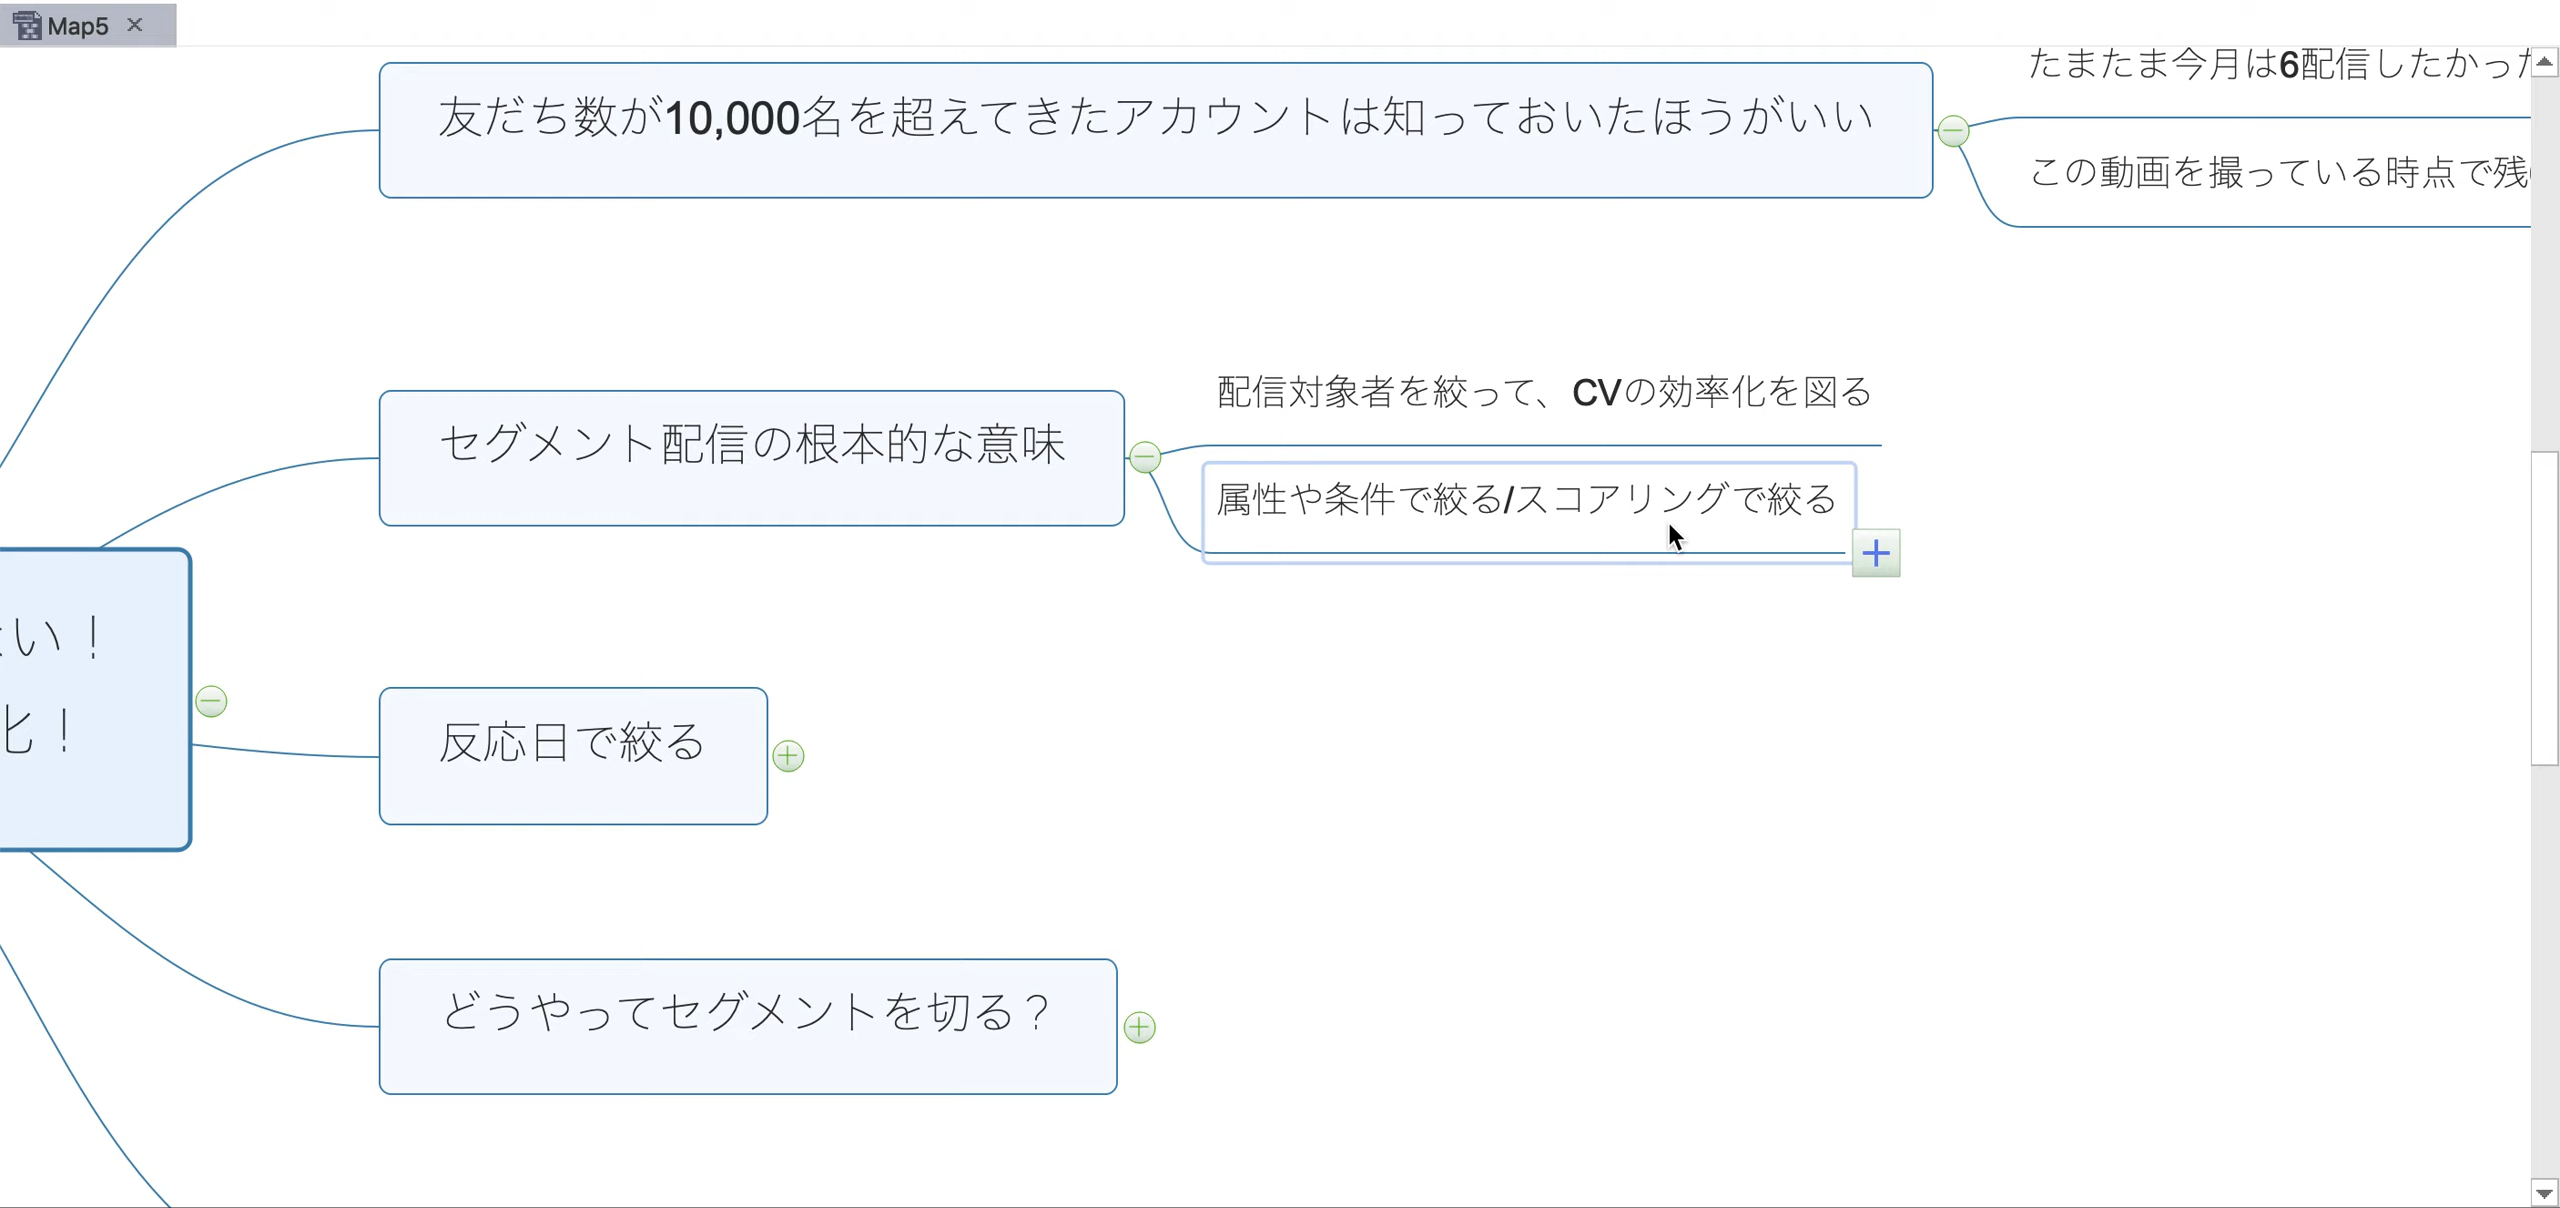 Map5
たまたま今月は6配信したかった
友だち数が10,000名を超えてきたアカウントは知っておいたほうがいい
この動画を撮っている時点で残
配信対象者を絞って、CVの効率化を図る
セグメント配信の根本的な意味
属性や条件で絞る/スコアリングで絞る
い！
化！
反応日で絞る
どうやってセグメントを切る？